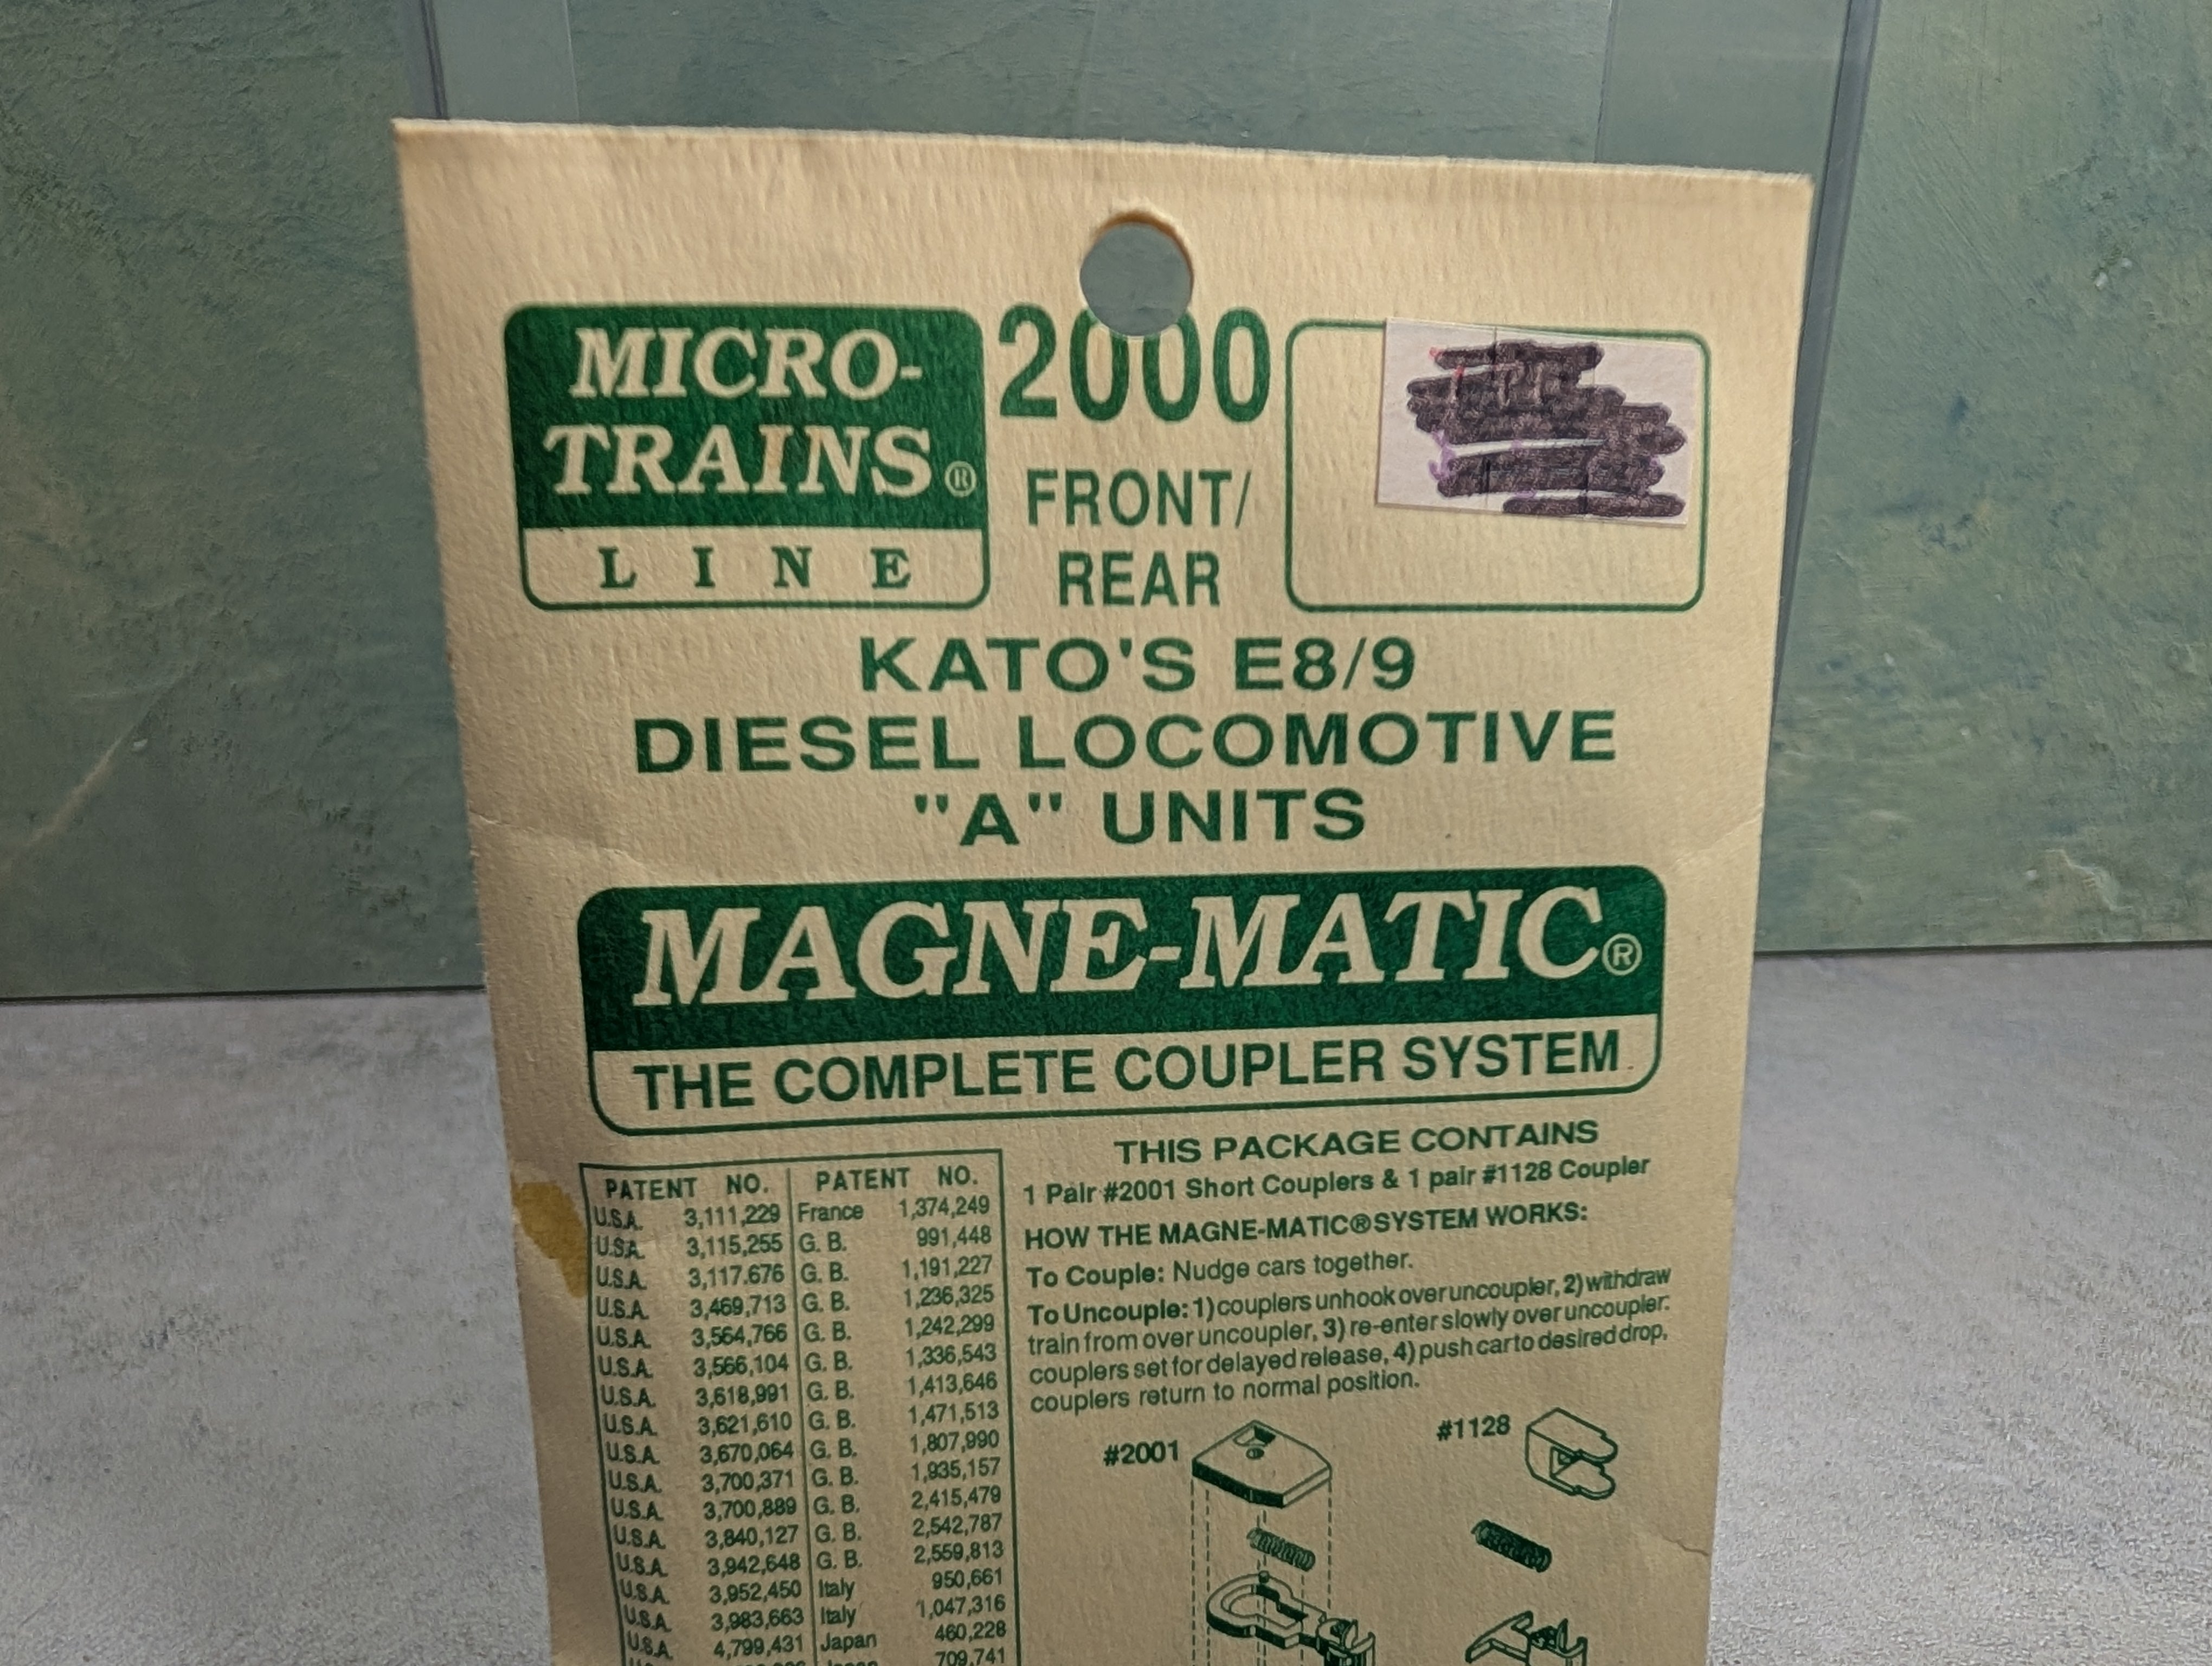 MICRO-
TRAINS®
LINE
2000
FRONT/
REAR
KATO'S E8/9
DIESEL LOCOMOTIVE
"A" UNITS
MAGNE-MATIC®
THE COMPLETE COUPLER SYSTEM
PATENT NO. PATENT NO.
U.S.A. 3,111,229 France 1,374,249
U.S.A. 3,115,255 G. B. 991,448
U.S.A. 3,117.676 G. B. 1,191,227
U.S.A. 3,469,713 G. B. 1,236,325
U.S.A. 3,564,766 G. B. 1,242,299
U.S.A. 3,566,104 G. B. 1,336,543
U.S.A. 3,618,991 G. B. 1,413,646
U.S.A. 3,621,610 G. B. 1,471,513
U.S.A. 3,670,064 G. B. 1,807,990
U.S.A. 3,700,371 G. B. 1,935,157
U.S.A. 3,700,889 G. B. 2,415,479
U.S.A. 3,840,127 G. B. 2,542,787
U.S.A. 3,942,648 G. B. 2,559,813
U.S.A. 3,952,450 Italy 950,661
U.S.A. 3,983,663 Italy 1,047,316
U.S.A. 4,799,431 Japan 460,228
709,741
THIS PACKAGE CONTAINS
1 Pair #2001 Short Couplers & 1 pair #1128 Coupler
HOW THE MAGNE-MATIC® SYSTEM WORKS:
To Couple: Nudge cars together.
To Uncouple: 1) couplers unhook over uncoupler, 2) withdraw
train from over uncoupler, 3) re-enter slowly over uncoupler:
couplers set for delayed release, 4) push car to desired drop,
couplers return to normal position.
#2001
#1128